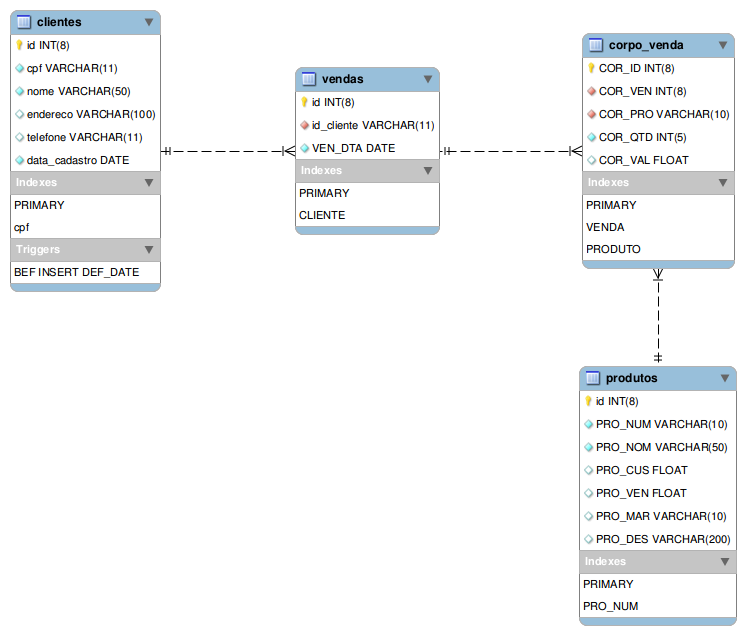 clientes
id INT(8)
cpf VARCHAR(11)
nome VARCHAR(50)
endereco VARCHAR(100)
telefone VARCHAR(11)
data_cadastro DATE
Indexes
PRIMARY
cpf
Triggers
BEF INSERT DEF_DATE
vendas
id INT(8)
id_cliente VARCHAR(11)
VEN_DTA DATE
Indexes
PRIMARY
CLIENTE
corpo_venda
COR_ID INT(8)
COR_VEN INT(8)
COR_PRO VARCHAR(10)
COR_QTD INT(5)
COR_VAL FLOAT
Indexes
PRIMARY
VENDA
PRODUTO
produtos
id INT(8)
PRO_NUM VARCHAR(10)
PRO_NOM VARCHAR(50)
PRO_CUS FLOAT
PRO_VEN FLOAT
PRO_MAR VARCHAR(10)
PRO_DES VARCHAR(200)
Indexes
PRIMARY
PRO_NUM